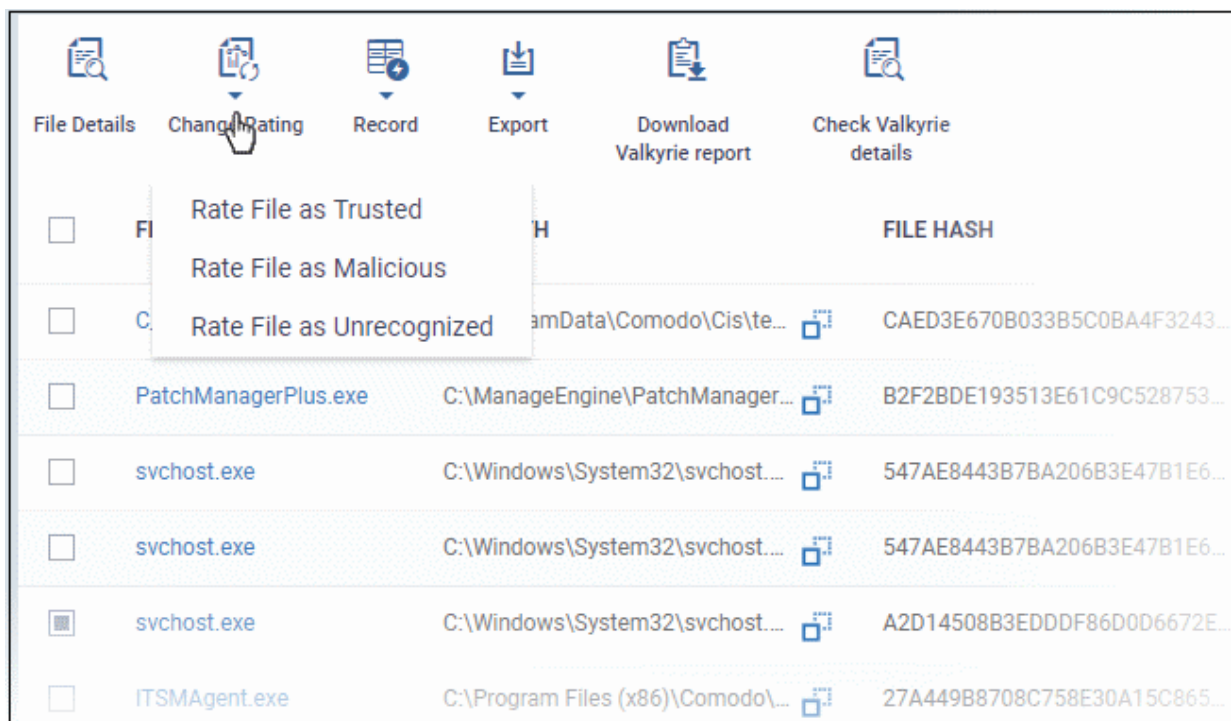 File Details
Change Rating
Record
Export
Download
Valkyrie report
Check Valkyrie
details
Rate File as Trusted
Rate File as Malicious
Rate File as Unrecognized
FILE HASH
amData\Comodo\Cis\te... CAED3E670B033B5C0BA4F3243...
PatchManagerPlus.exe C:\ManageEngine\PatchManager... B2F2BDE193513E61C9C528753...
svchost.exe C:\Windows\System32\svchost.... 547AE8443B7BA206B3E47B1E6...
svchost.exe C:\Windows\System32\svchost.... 547AE8443B7BA206B3E47B1E6...
svchost.exe C:\Windows\System32\svchost.... A2D14508B3EDDDF86D0D6672E...
ITSMAgent.exe C:\Program Files (x86)\Comodo\... 27A449B8708C758E30A15C865...